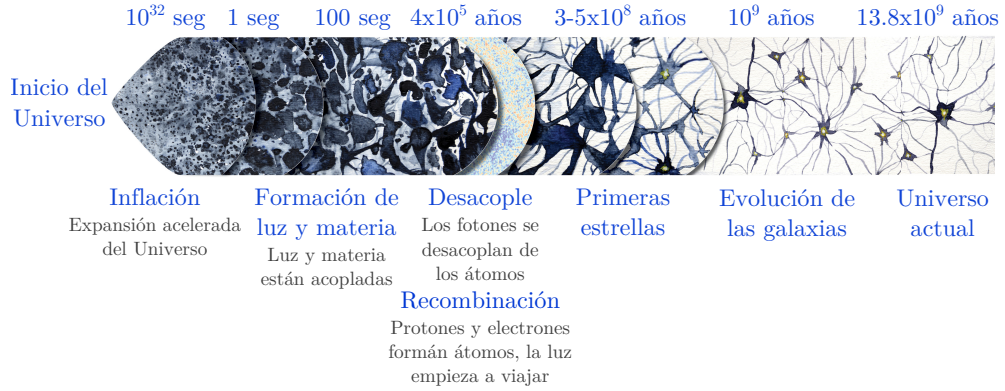 10³² seg 1 seg 100 seg 4x10⁵ años 3-5x10⁸ años 10⁹ años 13.8x10⁹ años
Inicio del
Universo
Inflación
Expansión acelerada
del Universo
Formación de
luz y materia
Luz y materia
están acopladas
Desacople
Los fotones se
desacoplan de
los átomos
Recombinación
Protones y electrones
formán átomos, la luz
empieza a viajar
Primeras
estrellas
Evolución de
las galaxias
Universo
actual